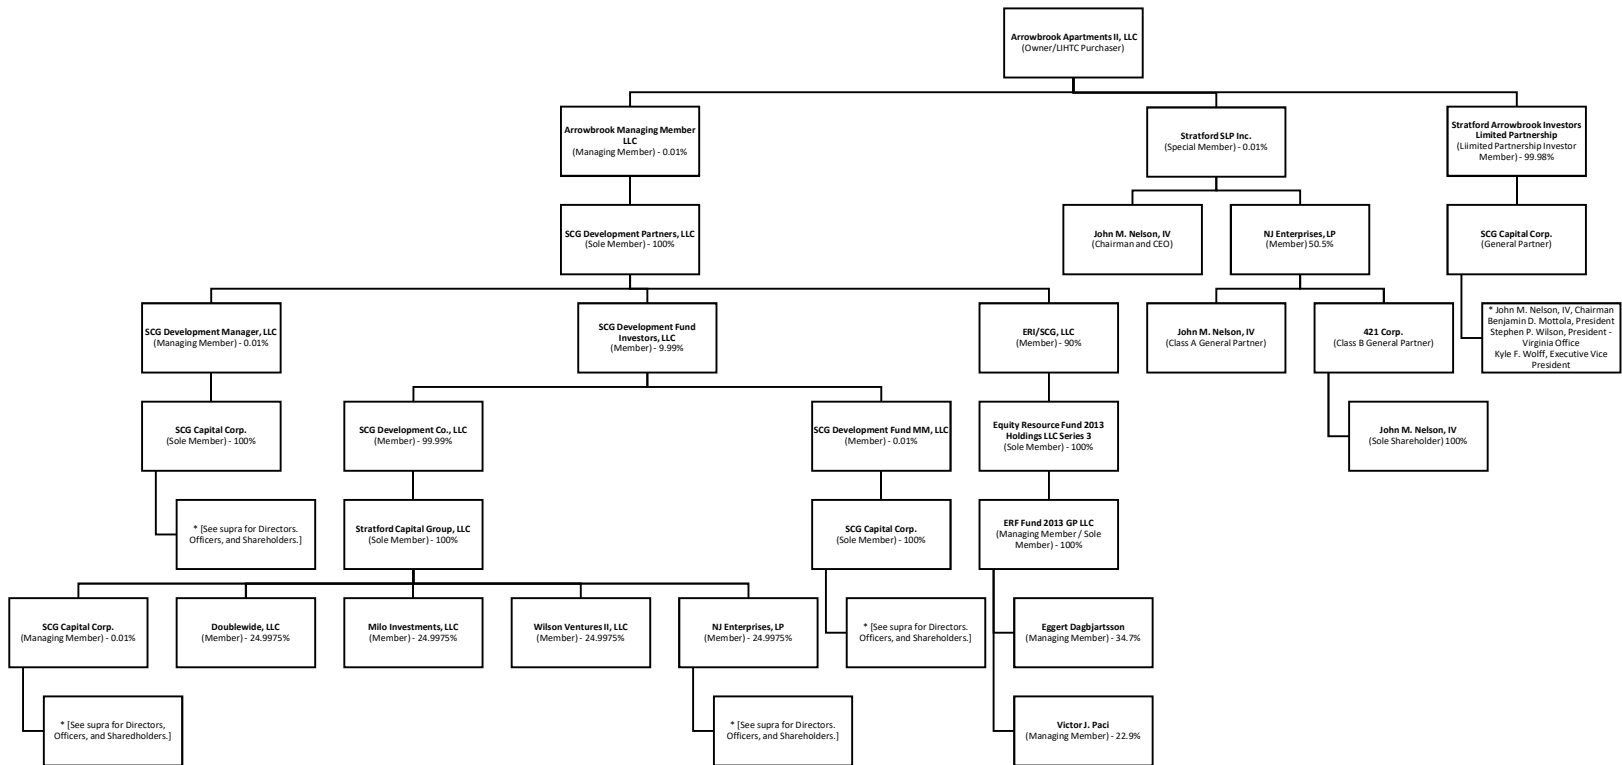 Arrowbrook Apartments II, LLC
(Owner/LIHTC Purchaser)
Arrowbrook Managing Member
LLC
(Managing Member) - 0.01%
Stratford SLP Inc.
(Special Member) - 0.01%
Stratford Arrowbrook Investors
Limited Partnership
(Liimited Partnership Investor
Member) - 99.98%
SCG Development Partners, LLC
(Sole Member) - 100%
John M. Nelson, IV
(Chairman and CEO)
NJ Enterprises, LP
(Member) 50.5%
SCG Capital Corp.
(General Partner)
SCG Development Manager, LLC
(Managing Member) - 0.01%
SCG Development Fund
Investors, LLC
(Member) - 9.99%
ERI/SCG, LLC
(Member) - 90%
John M. Nelson, IV
(Class A General Partner)
421 Corp.
(Class B General Partner)
* John M. Nelson, IV, Chairman
Benjamin D. Mottola, President
Stephen P. Wilson, President -
Virginia Office
Kyle F. Wolff, Executive Vice
President
SCG Capital Corp.
(Sole Member) - 100%
SCG Development Co., LLC
(Member) - 99.99%
SCG Development Fund MM, LLC
(Member) - 0.01%
Equity Resource Fund 2013
Holdings LLC Series 3
(Sole Member) - 100%
John M. Nelson, IV
(Sole Shareholder) 100%
* [See supra for Directors.
Officers, and Shareholders.]
Stratford Capital Group, LLC
(Sole Member) - 100%
SCG Capital Corp.
(Sole Member) - 100%
ERF Fund 2013 GP LLC
(Managing Member / Sole
Member) - 100%
SCG Capital Corp.
(Managing Member) - 0.01%
Doublewide, LLC
(Member) - 24.9975%
Milo Investments, LLC
(Member) - 24.9975%
Wilson Ventures II, LLC
(Member) - 24.9975%
NJ Enterprises, LP
(Member) - 24.9975%
* [See supra for Directors.
Officers, and Shareholders.]
Eggert Dagbjartsson
(Managing Member) - 34.7%
* [See supra for Directors,
Officers, and Sharedholders.]
* [See supra for Directors.
Officers, and Shareholders.]
Victor J. Paci
(Managing Member) - 22.9%